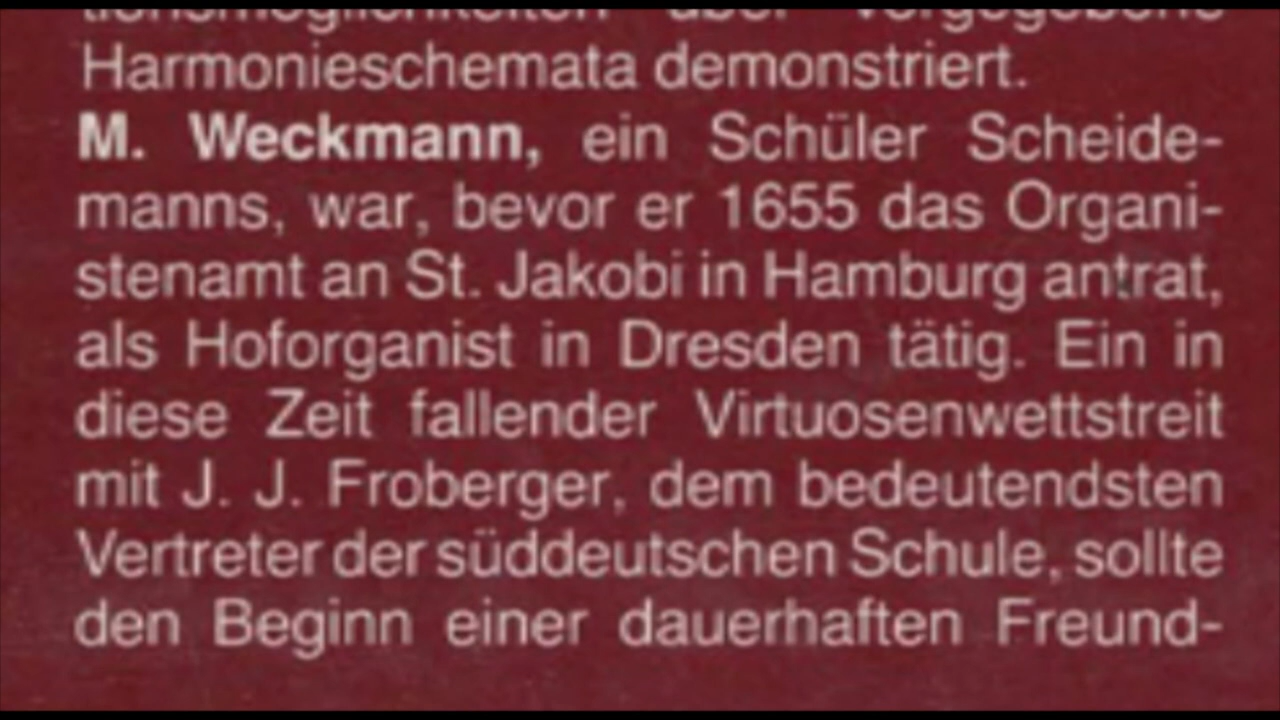 Harmonieschemata demonstriert.
M. Weckmann, ein Schüler Scheide-
manns, war, bevor er 1655 das Organi-
stenamt an St. Jakobi in Hamburg antrat,
als Hoforganist in Dresden tätig. Ein in
diese Zeit fallender Virtuosenwettstreit
mit J. J. Froberger, dem bedeutendsten
Vertreter der süddeutschen Schule, sollte
den Beginn einer dauerhaften Freund-